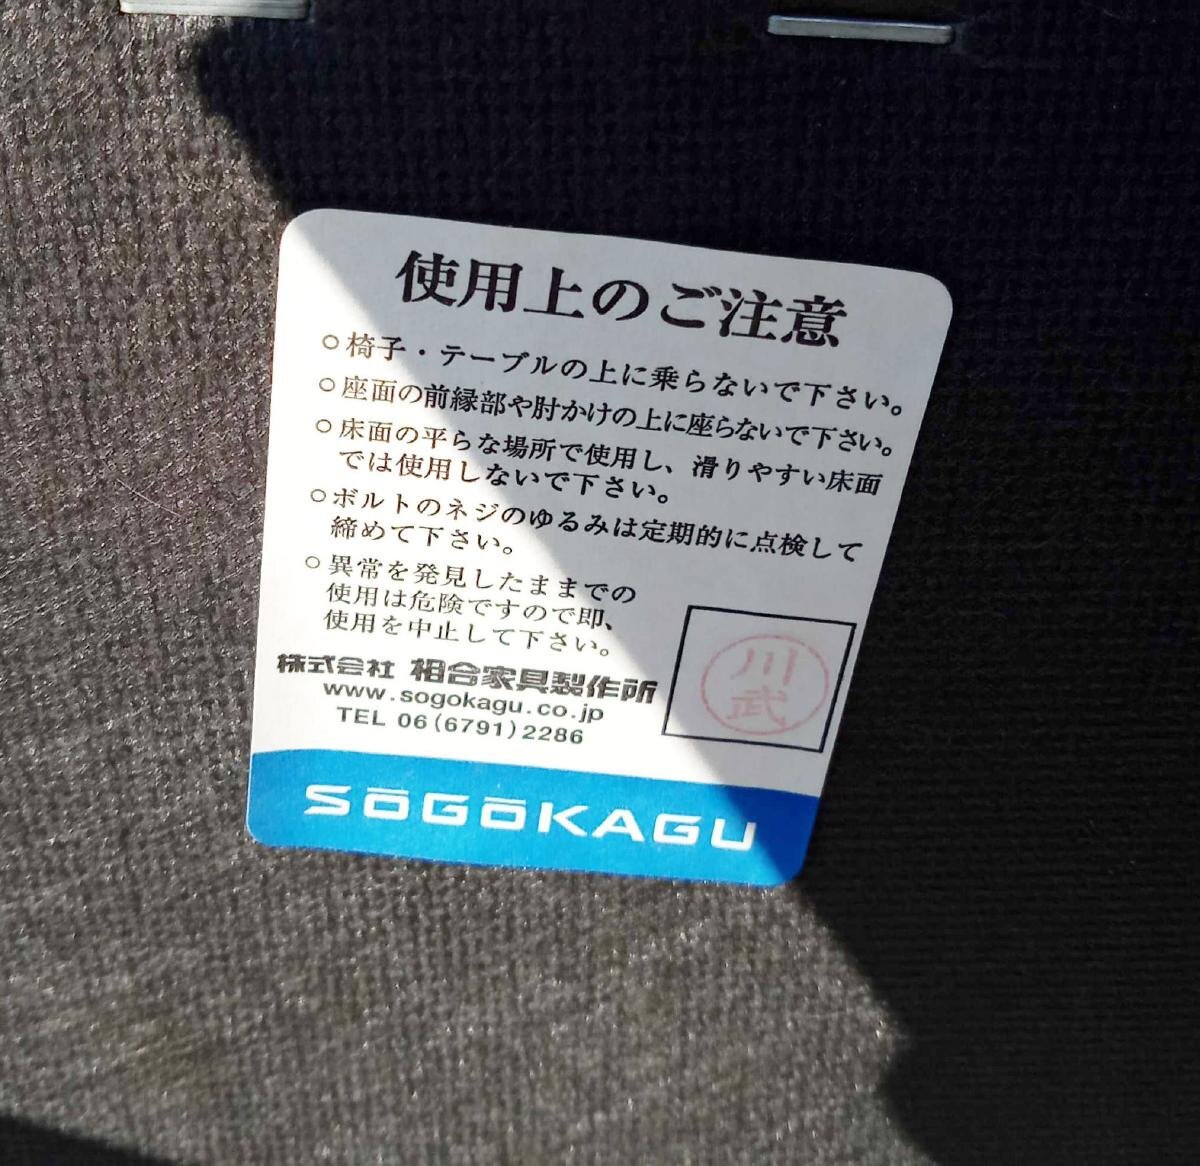 使用上のご注意
○椅子・テーブルの上に乗らないで下さい。
○座面の前縁部や肘かけの上に座らないで下さい。
○床面の平らな場所で使用し、滑りやすい床面
では使用しないで下さい。
○ボルトのネジのゆるみは定期的に点検して
締めて下さい。
○異常を発見したままでの
使用は危険ですので即、
使用を中止して下さい。
株式会社 相合家具製作所
www.sogokagu.co.jp
TEL 06(6791)2286
川
武
SŌGŌKAGU